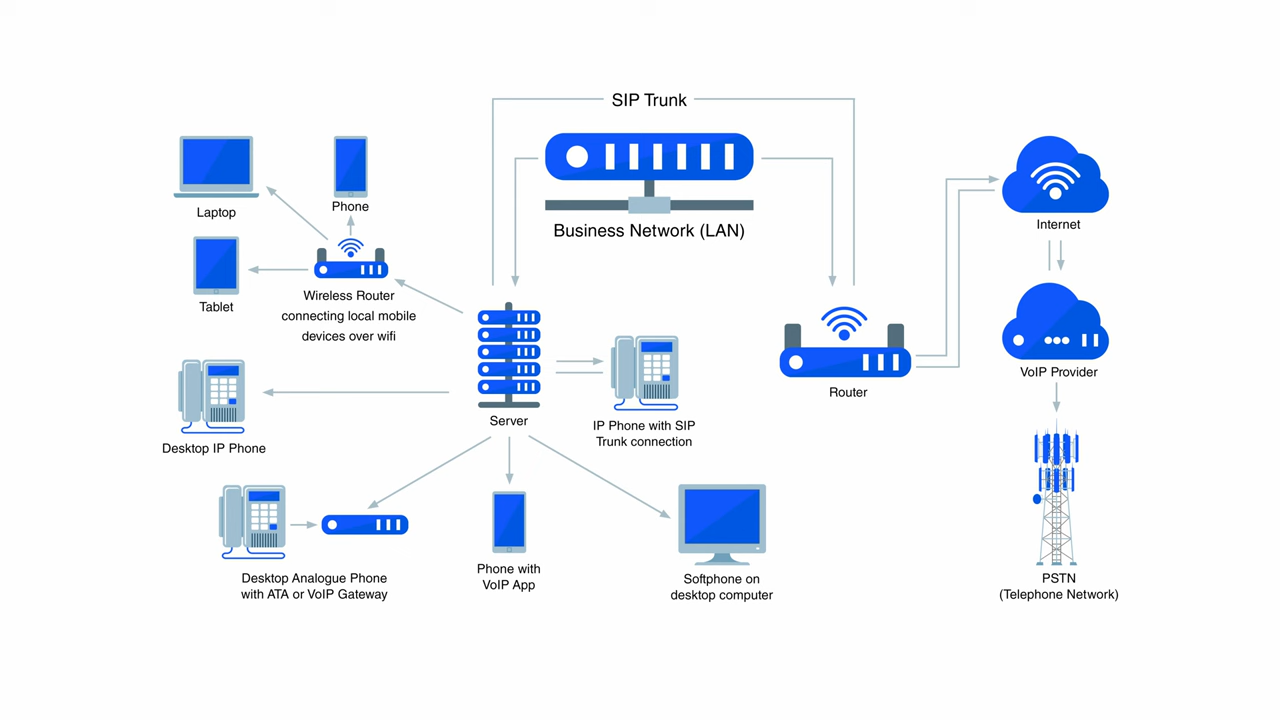 SIP Trunk
Business Network (LAN)
Laptop
Phone
Tablet
Wireless Router
connecting local mobile
devices over wifi
Internet
VoIP Provider
Router
Server
IP Phone with SIP
Trunk connection
Desktop IP Phone
Desktop Analogue Phone
with ATA or VoIP Gateway
Phone with
VoIP App
Softphone on
desktop computer
PSTN
(Telephone Network)